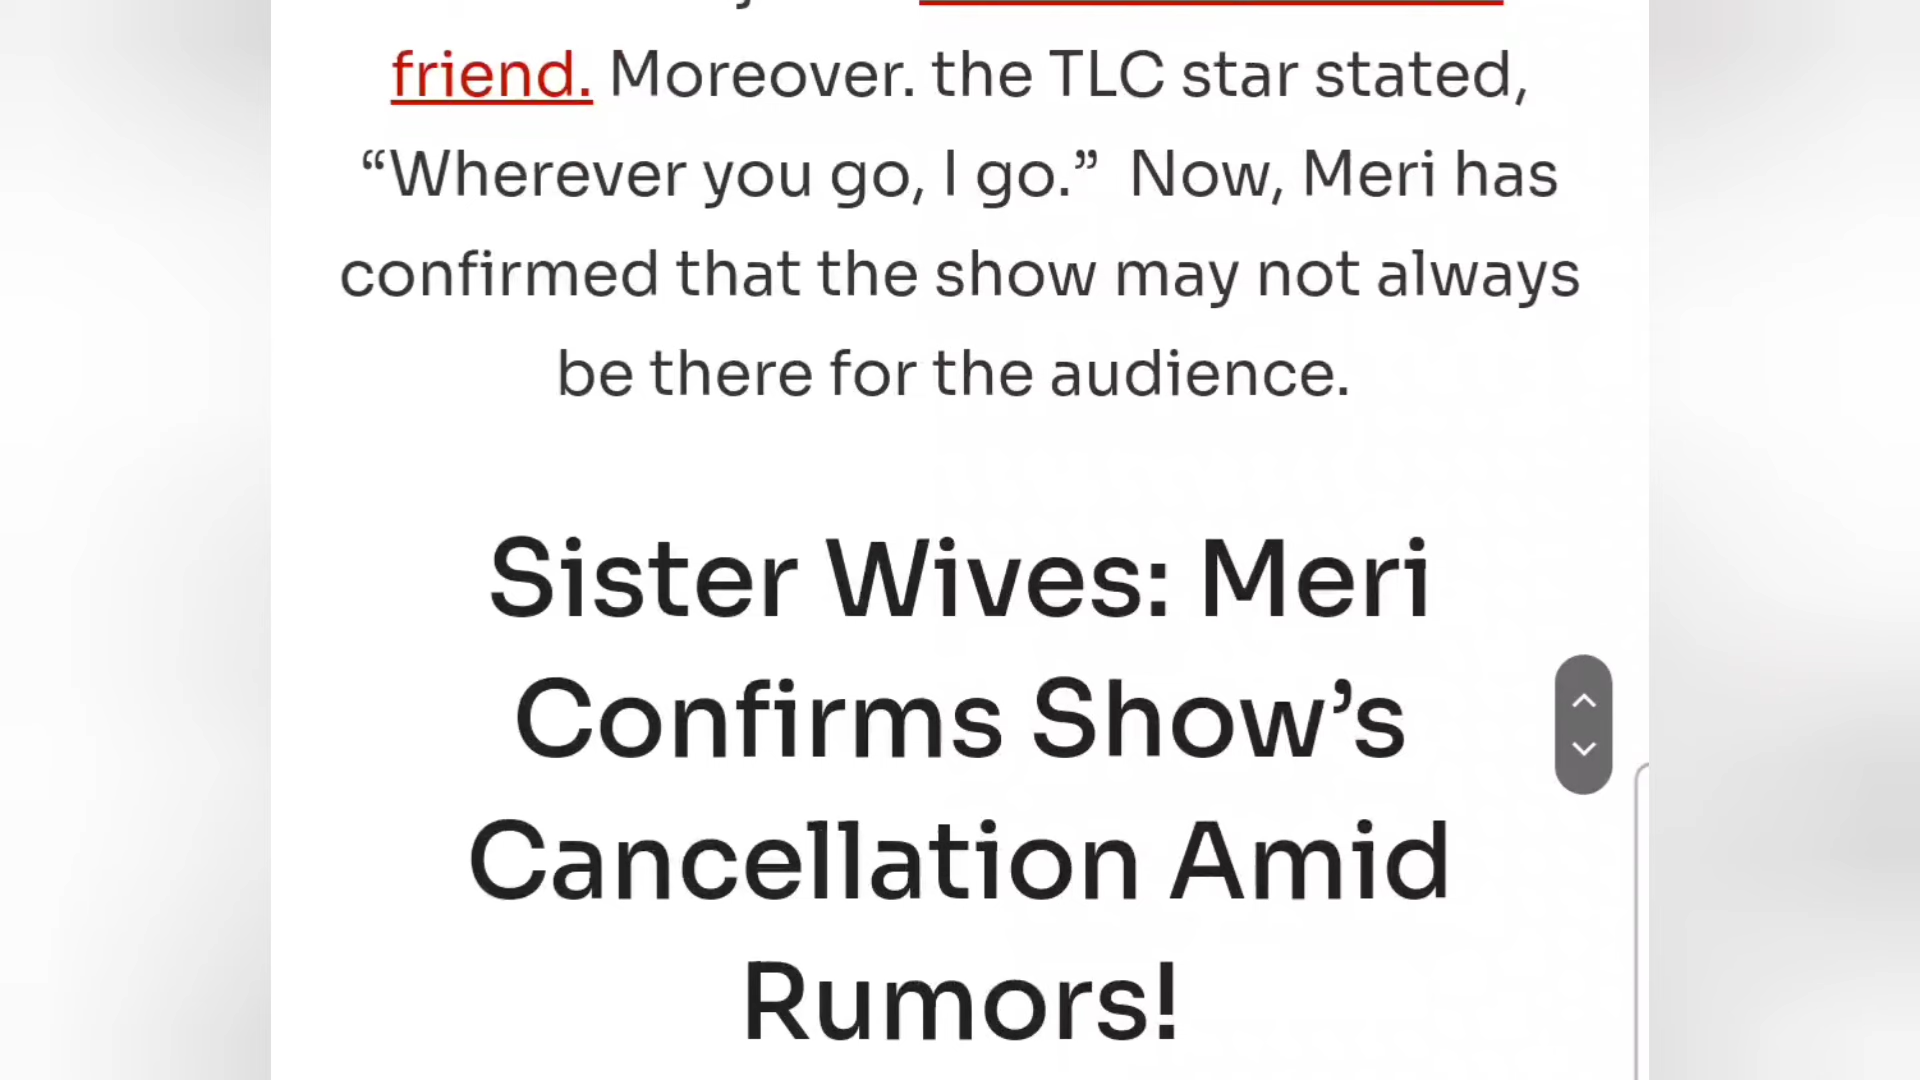 friend. Moreover. the TLC star stated,
“Wherever you go, I go.” Now, Meri has
confirmed that the show may not always
be there for the audience.
Sister Wives: Meri
Confirms Show’s
Cancellation Amid
Rumors!